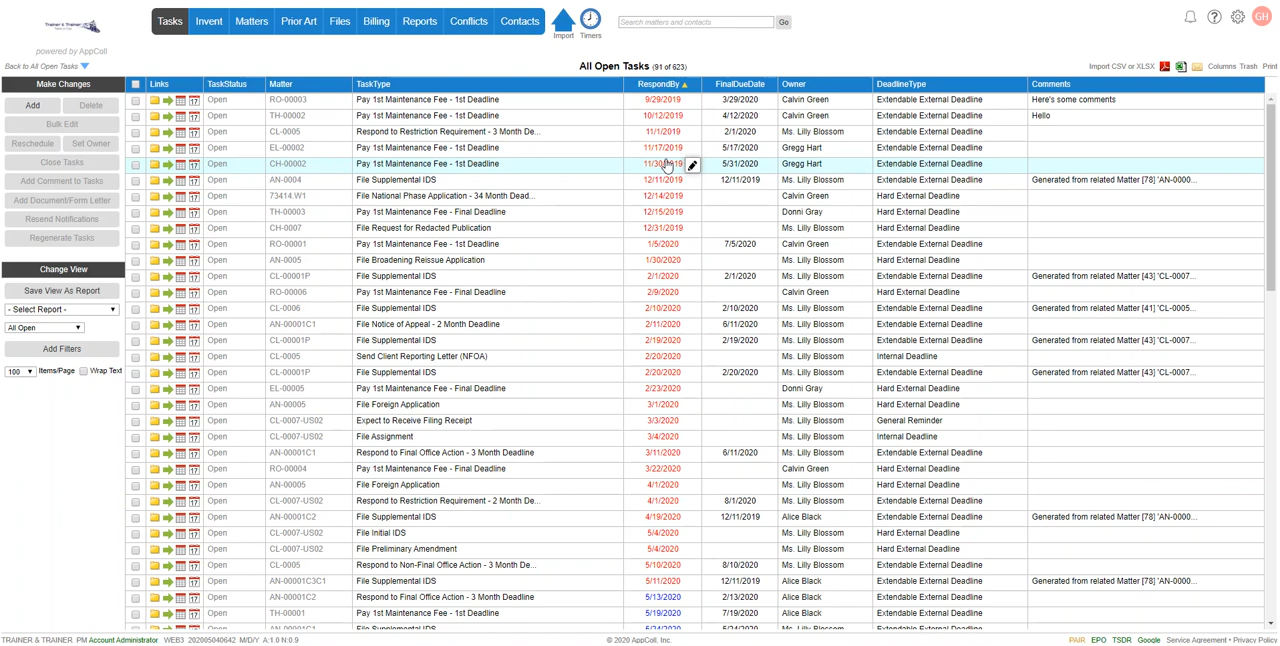 Trainer & Trainer
powered by AppColl
Tasks Invent Matters Prior Art Files Billing Reports Conflicts Contacts
Import Timers
Search matters and contacts Go
GH
Back to All Open Tasks
All Open Tasks (91 of 623)
Import CSV or XLSX Columns Trash Print
Make Changes
Add Delete
Bulk Edit
Reschedule Set Owner
Close Tasks
Add Comment to Tasks
Add Document/Form Letter
Resend Notifications
Regenerate Tasks
Change View
Save View As Report
- Select Report -
All Open
Add Filters
100 Items/Page Wrap Text
Links TaskStatus Matter TaskType RespondBy FinalDueDate Owner DeadlineType Comments
17 Open RO-00003 Pay 1st Maintenance Fee - 1st Deadline 9/29/2019 3/29/2020 Calvin Green Extendable External Deadline Here's some comments
17 Open TH-00002 Pay 1st Maintenance Fee - 1st Deadline 10/12/2019 4/12/2020 Calvin Green Extendable External Deadline Hello
17 Open CL-0005 Respond to Restriction Requirement - 3 Month De... 11/1/2019 2/1/2020 Ms. Lilly Blossom Extendable External Deadline
17 Open EL-00002 Pay 1st Maintenance Fee - 1st Deadline 11/17/2019 5/17/2020 Gregg Hart Extendable External Deadline
17 Open CH-00002 Pay 1st Maintenance Fee - 1st Deadline 11/30/2019 5/31/2020 Gregg Hart Extendable External Deadline
17 Open AN-0004 File Supplemental IDS 12/11/2019 12/11/2019 Ms. Lilly Blossom Extendable External Deadline Generated from related Matter [78] 'AN-0000...
17 Open 73414.W1 File National Phase Application - 34 Month Dead... 12/14/2019 Calvin Green Hard External Deadline
17 Open TH-00003 Pay 1st Maintenance Fee - Final Deadline 12/15/2019 Donni Gray Hard External Deadline
17 Open CH-0007 File Request for Redacted Publication 12/31/2019 Ms. Lilly Blossom Hard External Deadline
17 Open RO-00001 Pay 1st Maintenance Fee - 1st Deadline 1/5/2020 7/5/2020 Calvin Green Extendable External Deadline
17 Open AN-0005 File Broadening Reissue Application 1/30/2020 Ms. Lilly Blossom Hard External Deadline
17 Open CL-00001P File Supplemental IDS 2/1/2020 2/1/2020 Ms. Lilly Blossom Extendable External Deadline Generated from related Matter [43] 'CL-0007...
17 Open RO-00006 Pay 1st Maintenance Fee - Final Deadline 2/9/2020 Calvin Green Hard External Deadline
17 Open CL-0006 File Supplemental IDS 2/10/2020 2/10/2020 Ms. Lilly Blossom Extendable External Deadline Generated from related Matter [41] 'CL-0005...
17 Open AN-00001C1 File Notice of Appeal - 2 Month Deadline 2/11/2020 6/11/2020 Ms. Lilly Blossom Extendable External Deadline
17 Open CL-00001P File Supplemental IDS 2/19/2020 2/19/2020 Ms. Lilly Blossom Extendable External Deadline Generated from related Matter [43] 'CL-0007...
17 Open CL-0005 Send Client Reporting Letter (NFOA) 2/20/2020 Ms. Lilly Blossom Internal Deadline
17 Open CL-00001P File Supplemental IDS 2/20/2020 2/20/2020 Ms. Lilly Blossom Extendable External Deadline Generated from related Matter [43] 'CL-0007...
17 Open EL-00005 Pay 1st Maintenance Fee - Final Deadline 2/23/2020 Donni Gray Hard External Deadline
17 Open AN-00005 File Foreign Application 3/1/2020 Ms. Lilly Blossom Hard External Deadline
17 Open CL-0007-US02 Expect to Receive Filing Receipt 3/3/2020 Ms. Lilly Blossom General Reminder
17 Open CL-0007-US02 File Assignment 3/4/2020 Ms. Lilly Blossom Internal Deadline
17 Open AN-00001C1 Respond to Final Office Action - 3 Month Deadline 3/11/2020 6/11/2020 Ms. Lilly Blossom Extendable External Deadline
17 Open RO-00004 Pay 1st Maintenance Fee - Final Deadline 3/22/2020 Calvin Green Hard External Deadline
17 Open AN-00005 File Foreign Application 4/1/2020 Ms. Lilly Blossom Hard External Deadline
17 Open CL-0007-US02 Respond to Restriction Requirement - 2 Month De... 4/1/2020 8/1/2020 Ms. Lilly Blossom Extendable External Deadline
17 Open AN-00001C2 File Supplemental IDS 4/19/2020 12/11/2019 Alice Black Extendable External Deadline Generated from related Matter [78] 'AN-0000...
17 Open CL-0007-US02 File Initial IDS 5/4/2020 Ms. Lilly Blossom Hard External Deadline
17 Open CL-0007-US02 File Preliminary Amendment 5/4/2020 Ms. Lilly Blossom Hard External Deadline
17 Open CL-0005 Respond to Non-Final Office Action - 3 Month De... 5/10/2020 8/10/2020 Ms. Lilly Blossom Extendable External Deadline
17 Open AN-00001C3C1 File Supplemental IDS 5/11/2020 12/11/2019 Alice Black Extendable External Deadline Generated from related Matter [78] 'AN-0000...
17 Open AN-00001C2 Respond to Final Office Action - 3 Month Deadline 5/13/2020 2/13/2020 Alice Black Extendable External Deadline
17 Open TH-00001 Pay 1st Maintenance Fee - 1st Deadline 5/19/2020 7/19/2020 Alice Black Extendable External Deadline
TRAINER & TRAINER PM Account Administrator WEB3 202005040642 M/D/Y A:1.0 N:0.9 © 2020 AppColl, Inc. PAIR EPO TSDR Google Service Agreement • Privacy Policy